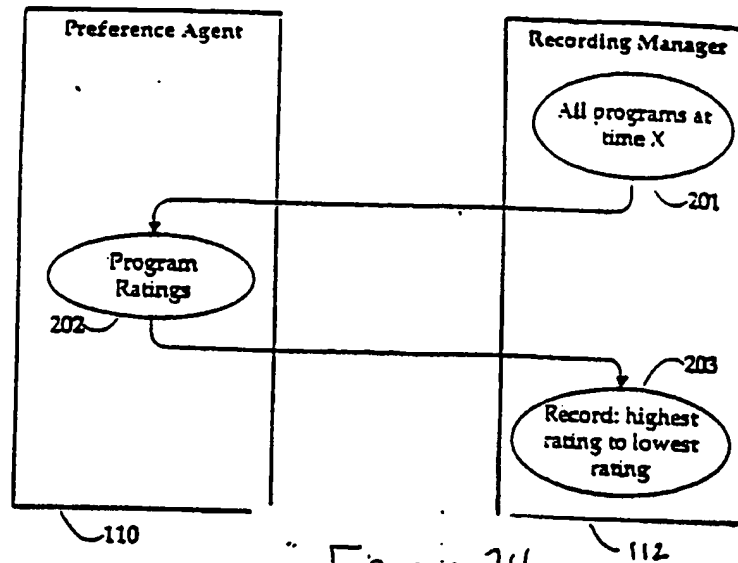 Preference Agent
Recording Manager
All programs at
time X
201
Program
Ratings
202
203
Record: highest
rating to lowest
rating
110
112